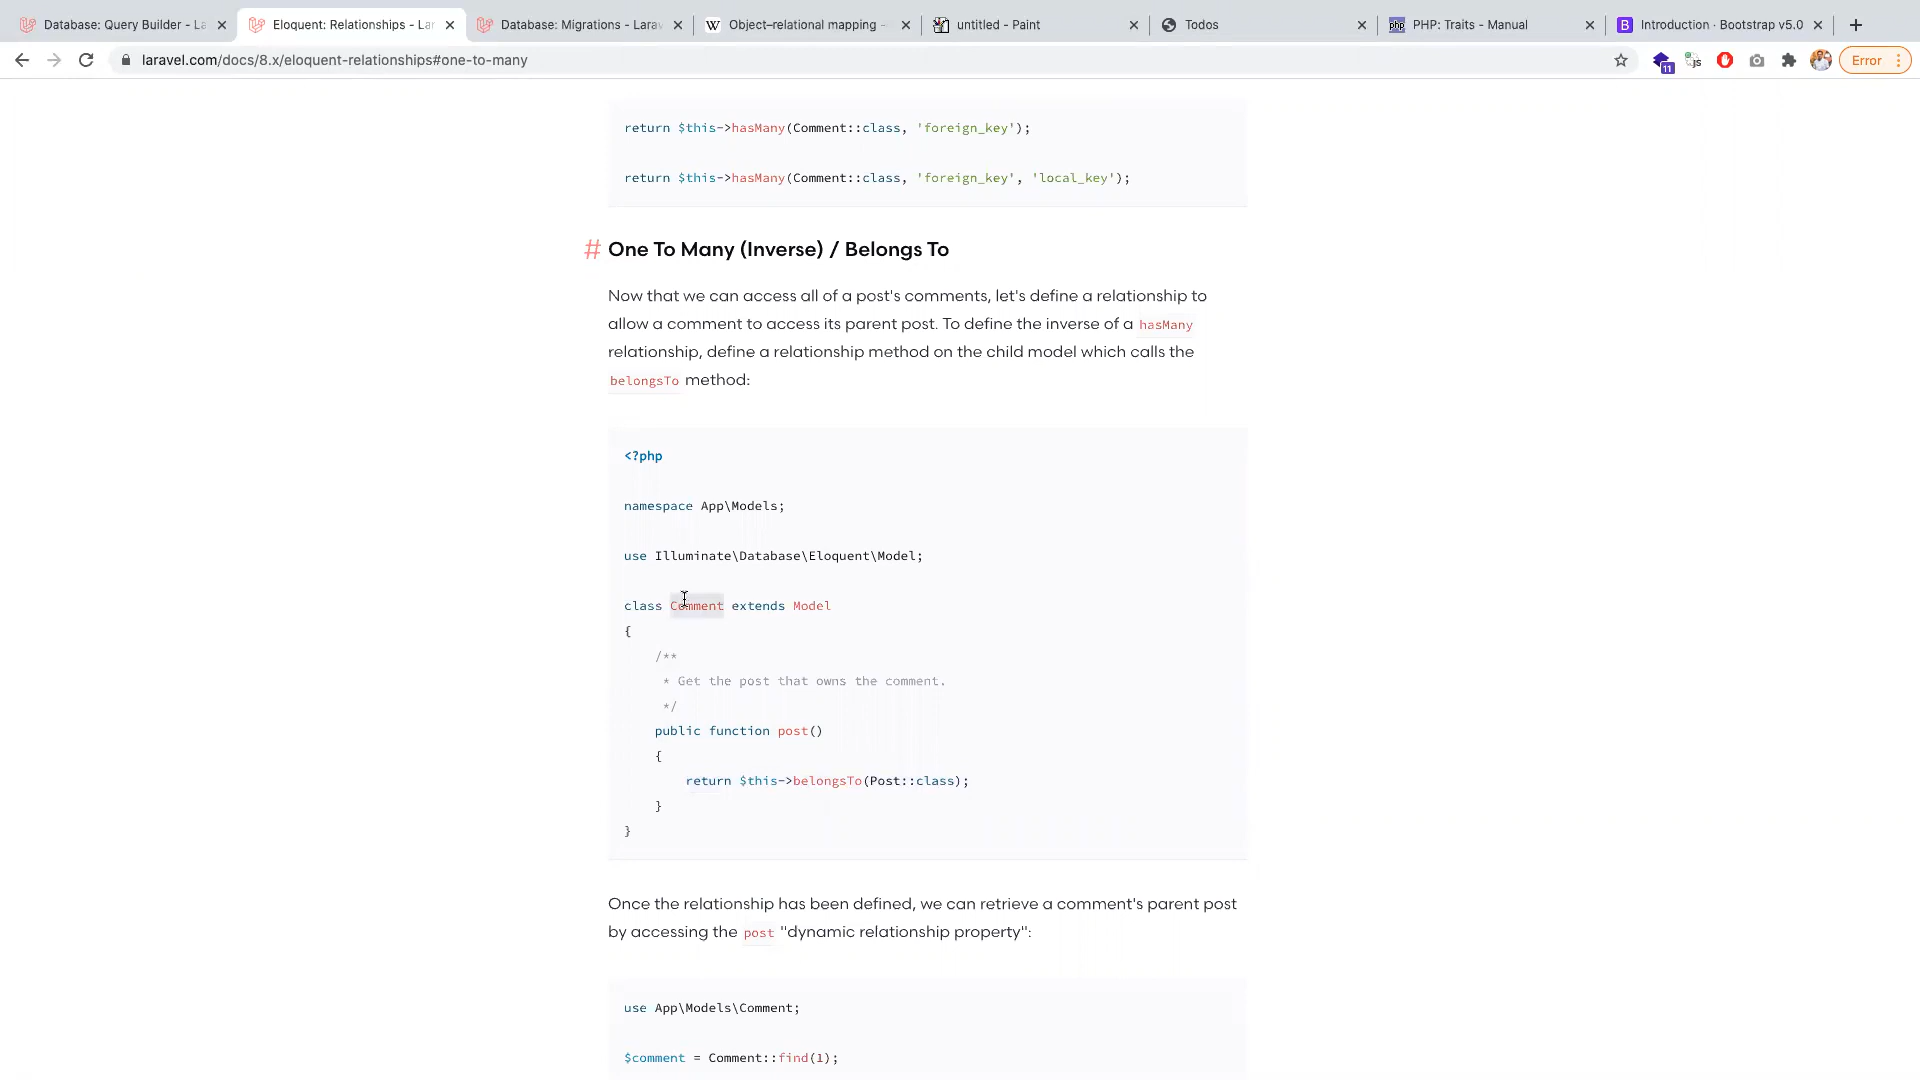 Database: Query Builder - La
Eloquent: Relationships - Lar
Database: Migrations - Larav
W Object–relational mapping -
untitled - Paint
Todos
php PHP: Traits - Manual
B Introduction · Bootstrap v5.0
laravel.com/docs/8.x/eloquent-relationships#one-to-many
11
js
Error
return $this->hasMany(Comment::class, 'foreign_key');
return $this->hasMany(Comment::class, 'foreign_key', 'local_key');
# One To Many (Inverse) / Belongs To
Now that we can access all of a post's comments, let's define a relationship to
allow a comment to access its parent post. To define the inverse of a hasMany
relationship, define a relationship method on the child model which calls the
belongsTo method:
<?php
namespace App\Models;
use Illuminate\Database\Eloquent\Model;
class Comment extends Model
{
/**
* Get the post that owns the comment.
*/
public function post()
{
return $this->belongsTo(Post::class);
}
}
Once the relationship has been defined, we can retrieve a comment's parent post
by accessing the post "dynamic relationship property":
use App\Models\Comment;
$comment = Comment::find(1);